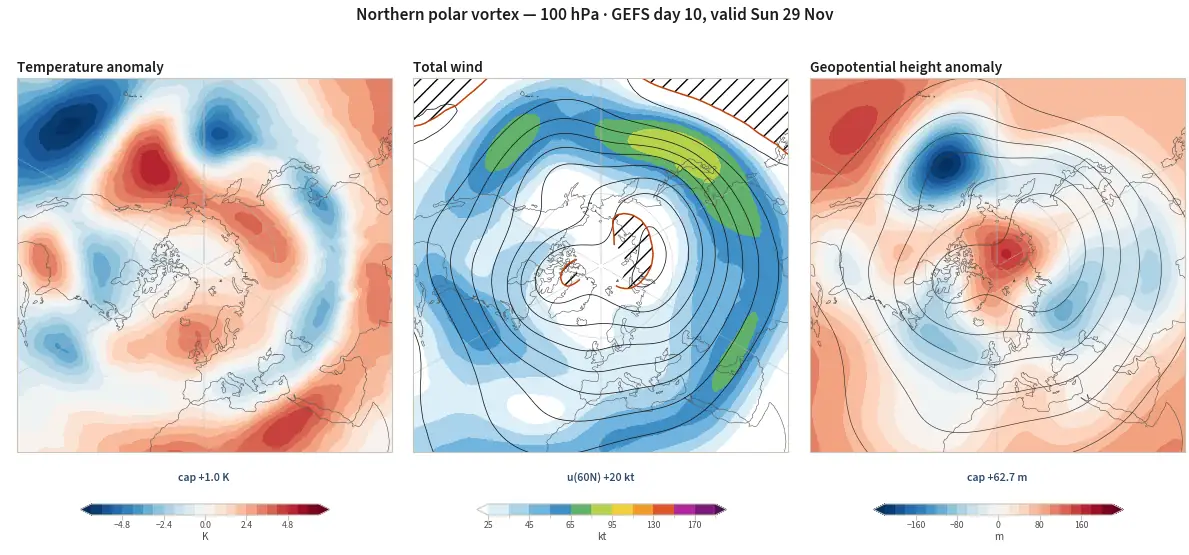 Northern polar vortex — 100 hPa · GEFS day 10, valid Sun 29 Nov
Temperature anomaly
Total wind
Geopotential height anomaly
cap +1.0 K
u(60N) +20 kt
cap +62.7 m
−4.8 −2.4 0.0 2.4 4.8
K
25 45 65 95 130 170
kt
−160 −80 0 80 160
m